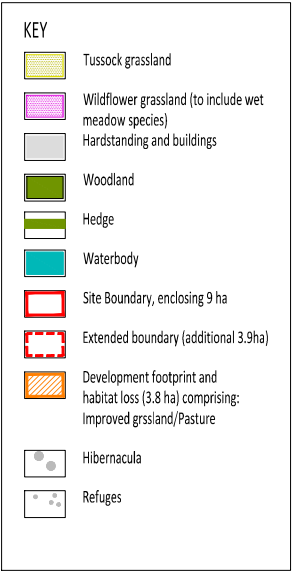 KEY
Tussock grassland
Wildflower grassland (to include wet
meadow species)
Hardstanding and buildings
Woodland
Hedge
Waterbody
Site Boundary, enclosing 9 ha
Extended boundary (additional 3.9ha)
Development footprint and
habitat loss (3.8 ha) comprising:
Improved grssland/Pasture
Hibernacula
Refuges